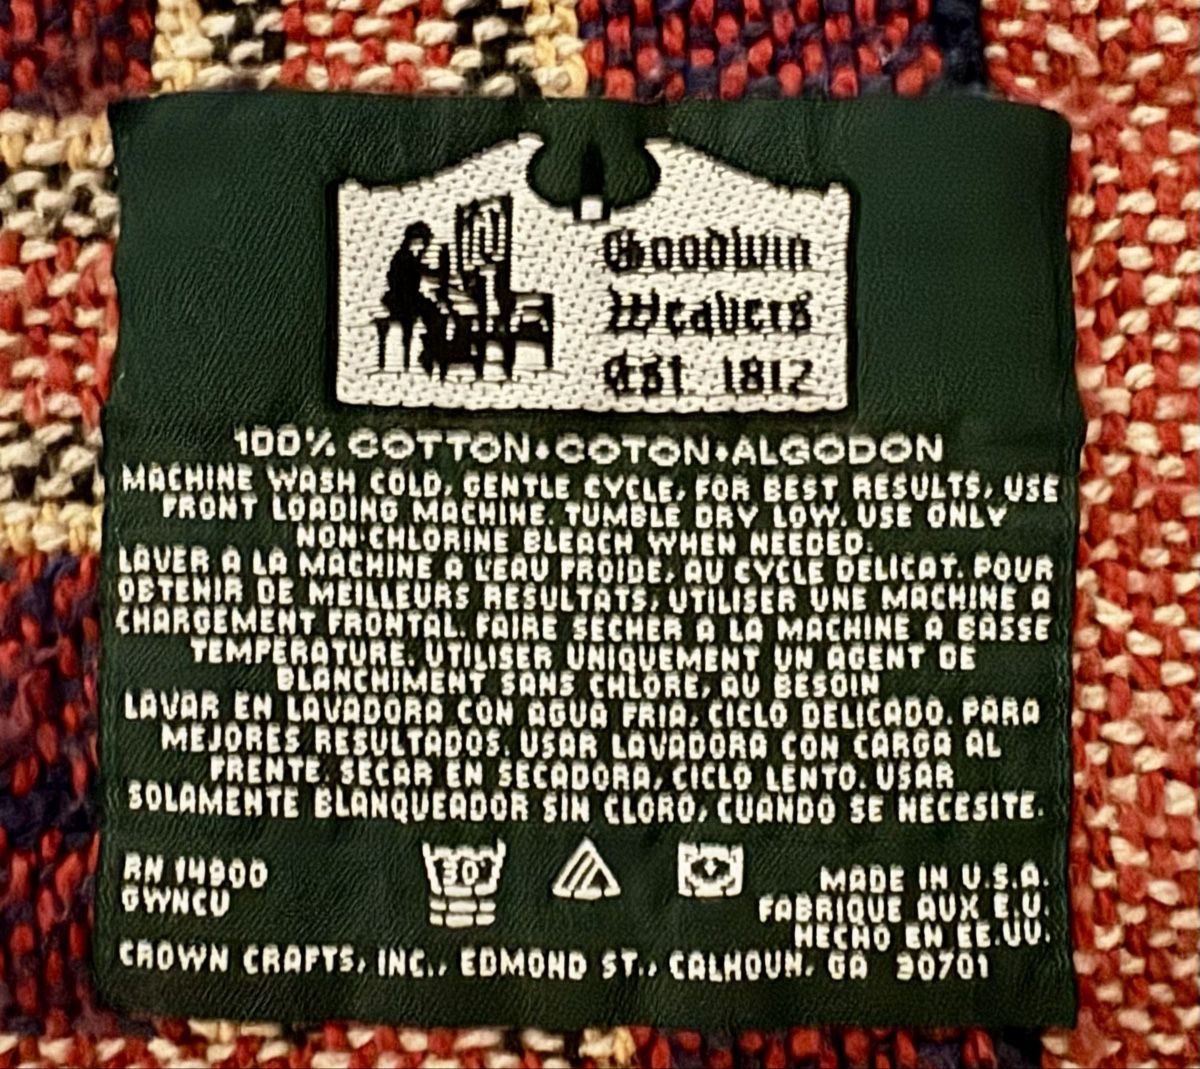 Goodwin
Weavers
Est. 1812
100% COTTON•COTON•ALGODON
MACHINE WASH COLD, GENTLE CYCLE, FOR BEST RESULTS, USE
FRONT LOADING MACHINE. TUMBLE DRY LOW. USE ONLY
NON-CHLORINE BLEACH WHEN NEEDED.
LAVER A LA MACHINE A L'EAU FROIDE, AU CYCLE DELICAT. POUR
OBTENIR DE MEILLEURS RESULTATS, UTILISER UNE MACHINE A
CHARGEMENT FRONTAL. FAIRE SECHER A LA MACHINE A BASSE
TEMPERATURE. UTILISER UNIQUEMENT UN AGENT DE
BLANCHIMENT SANS CHLORE, AU BESOIN
LAVAR EN LAVADORA CON AGUA FRIA, CICLO DELICADO. PARA
MEJORES RESULTADOS. USAR LAVADORA CON CARGA AL
FRENTE. SECAR EN SECADORA, CICLO LENTO. USAR
SOLAMENTE BLANQUEADOR SIN CLORO, CUANDO SE NECESITE.
30
RN 14900
GWNCU
MADE IN U.S.A.
FABRIQUE AUX E.U.
HECHO EN EE.UU.
CROWN CRAFTS, INC., EDMOND ST., CALHOUN, GA 30701